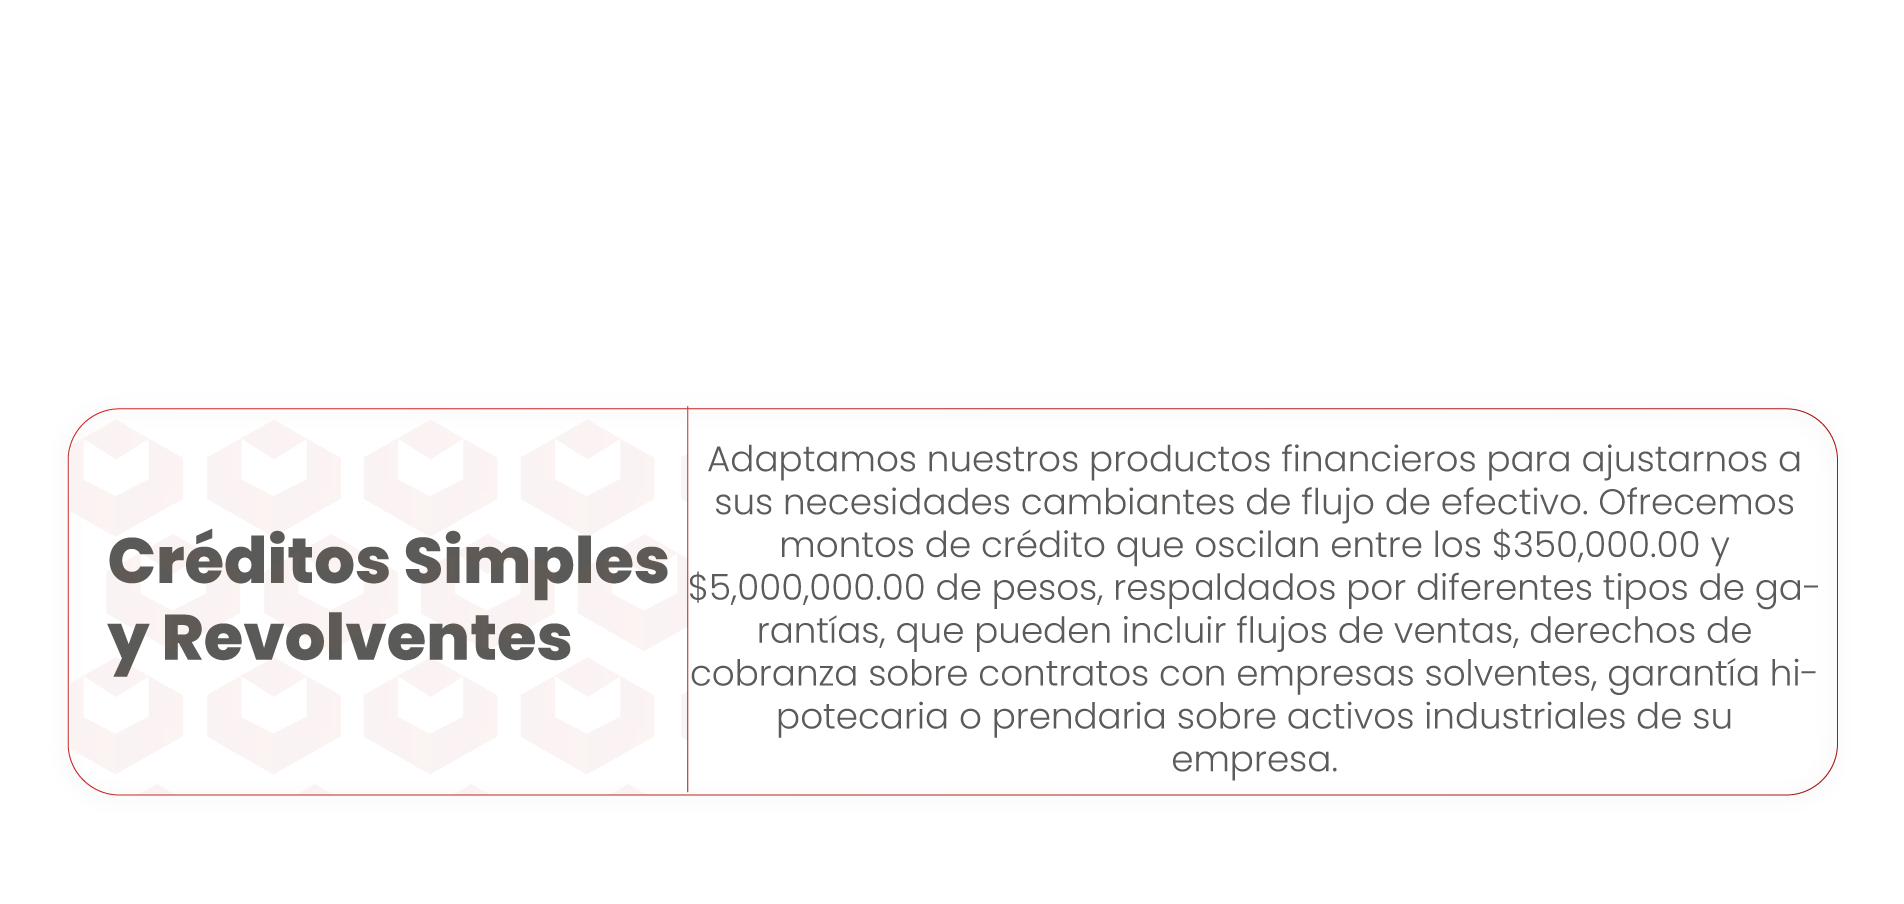 Créditos Simples
y Revolventes
Adaptamos nuestros productos financieros para ajustarnos a
sus necesidades cambiantes de flujo de efectivo. Ofrecemos
montos de crédito que oscilan entre los $350,000.00 y
$5,000,000.00 de pesos, respaldados por diferentes tipos de ga-
rantías, que pueden incluir flujos de ventas, derechos de
cobranza sobre contratos con empresas solventes, garantía hi-
potecaria o prendaria sobre activos industriales de su
empresa.